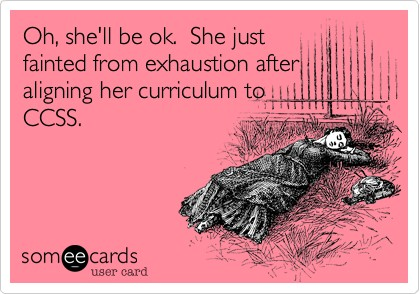 Oh, she'll be ok.  She just
fainted from exhaustion after
aligning her curriculum to
CCSS.
someecards
user card